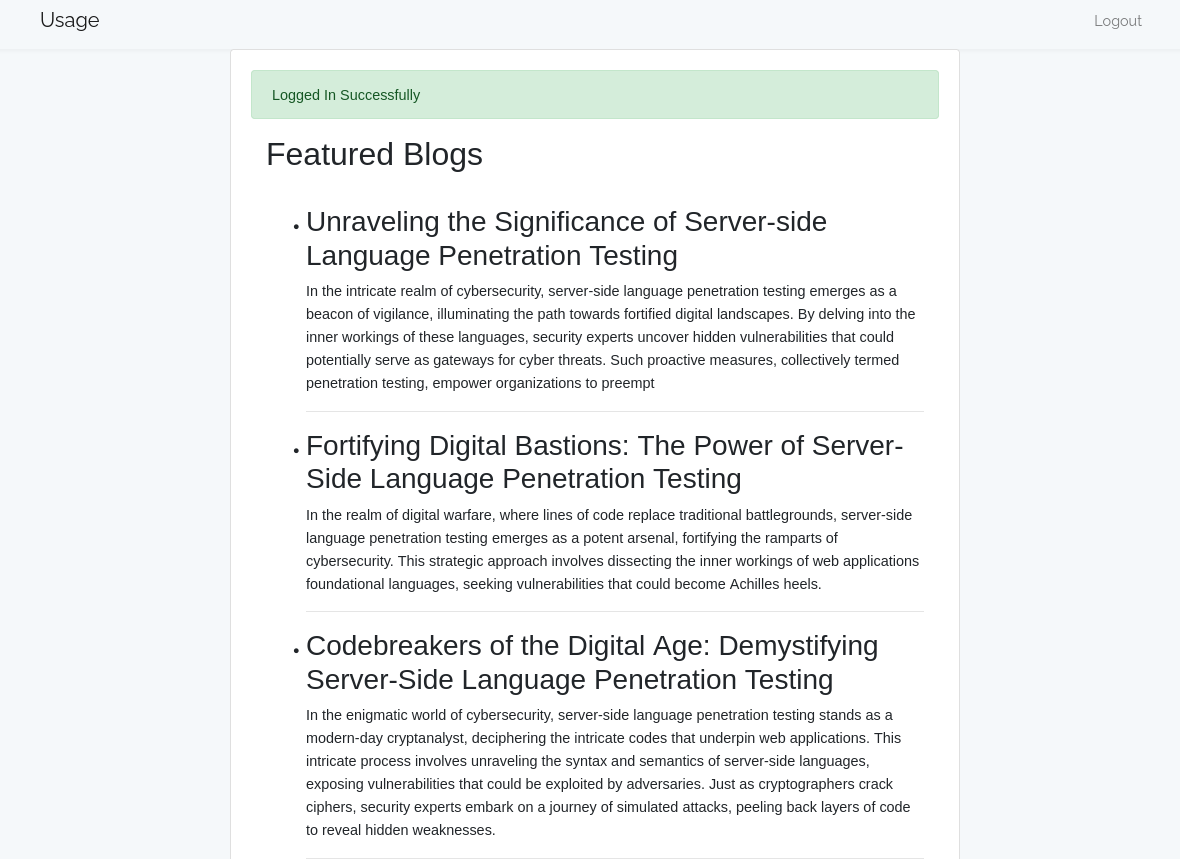 Usage
Logout
Logged In Successfully
Featured Blogs
Unraveling the Significance of Server-side
Language Penetration Testing
In the intricate realm of cybersecurity, server-side language penetration testing emerges as a
beacon of vigilance, illuminating the path towards fortified digital landscapes. By delving into the
inner workings of these languages, security experts uncover hidden vulnerabilities that could
potentially serve as gateways for cyber threats. Such proactive measures, collectively termed
penetration testing, empower organizations to preempt
Fortifying Digital Bastions: The Power of Server-
Side Language Penetration Testing
In the realm of digital warfare, where lines of code replace traditional battlegrounds, server-side
language penetration testing emerges as a potent arsenal, fortifying the ramparts of
cybersecurity. This strategic approach involves dissecting the inner workings of web applications
foundational languages, seeking vulnerabilities that could become Achilles heels.
Codebreakers of the Digital Age: Demystifying
Server-Side Language Penetration Testing
In the enigmatic world of cybersecurity, server-side language penetration testing stands as a
modern-day cryptanalyst, deciphering the intricate codes that underpin web applications. This
intricate process involves unraveling the syntax and semantics of server-side languages,
exposing vulnerabilities that could be exploited by adversaries. Just as cryptographers crack
ciphers, security experts embark on a journey of simulated attacks, peeling back layers of code
to reveal hidden weaknesses.